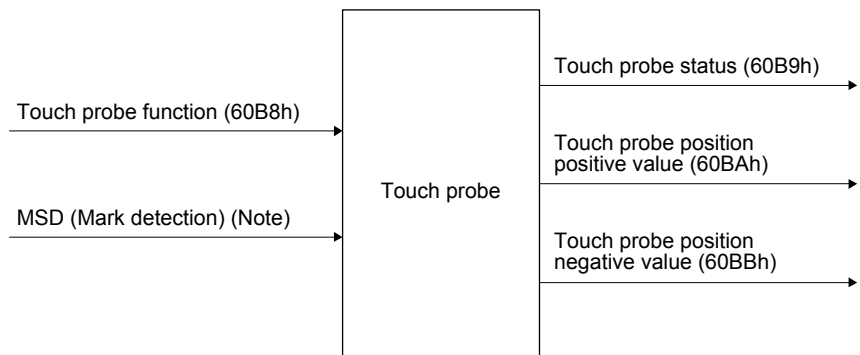 Touch probe function (60B8h)
MSD (Mark detection) (Note)
Touch probe
Touch probe status (60B9h)
Touch probe position
positive value (60BAh)
Touch probe position
negative value (60BBh)